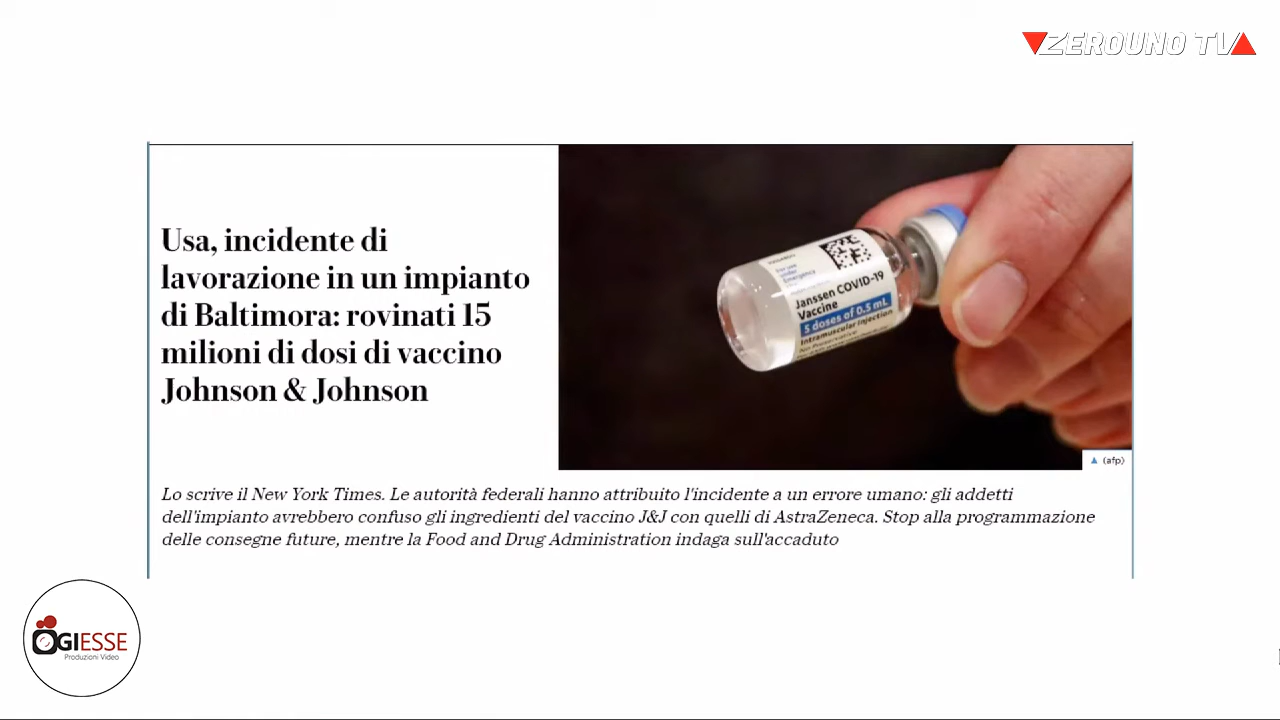 ZEROUNO TV
Usa, incidente di
lavorazione in un impianto
di Baltimora: rovinati 15
milioni di dosi di vaccino
Johnson & Johnson
Janssen COVID-19
Vaccine
5 doses of 0.5 mL
Intramuscular Injection
(afp)
Lo scrive il New York Times. Le autorità federali hanno attribuito l'incidente a un errore umano: gli addetti
dell'impianto avrebbero confuso gli ingredienti del vaccino J&J con quelli di AstraZeneca. Stop alla programmazione
delle consegne future, mentre la Food and Drug Administration indaga sull'accaduto
OGIESSE
Produzioni Video